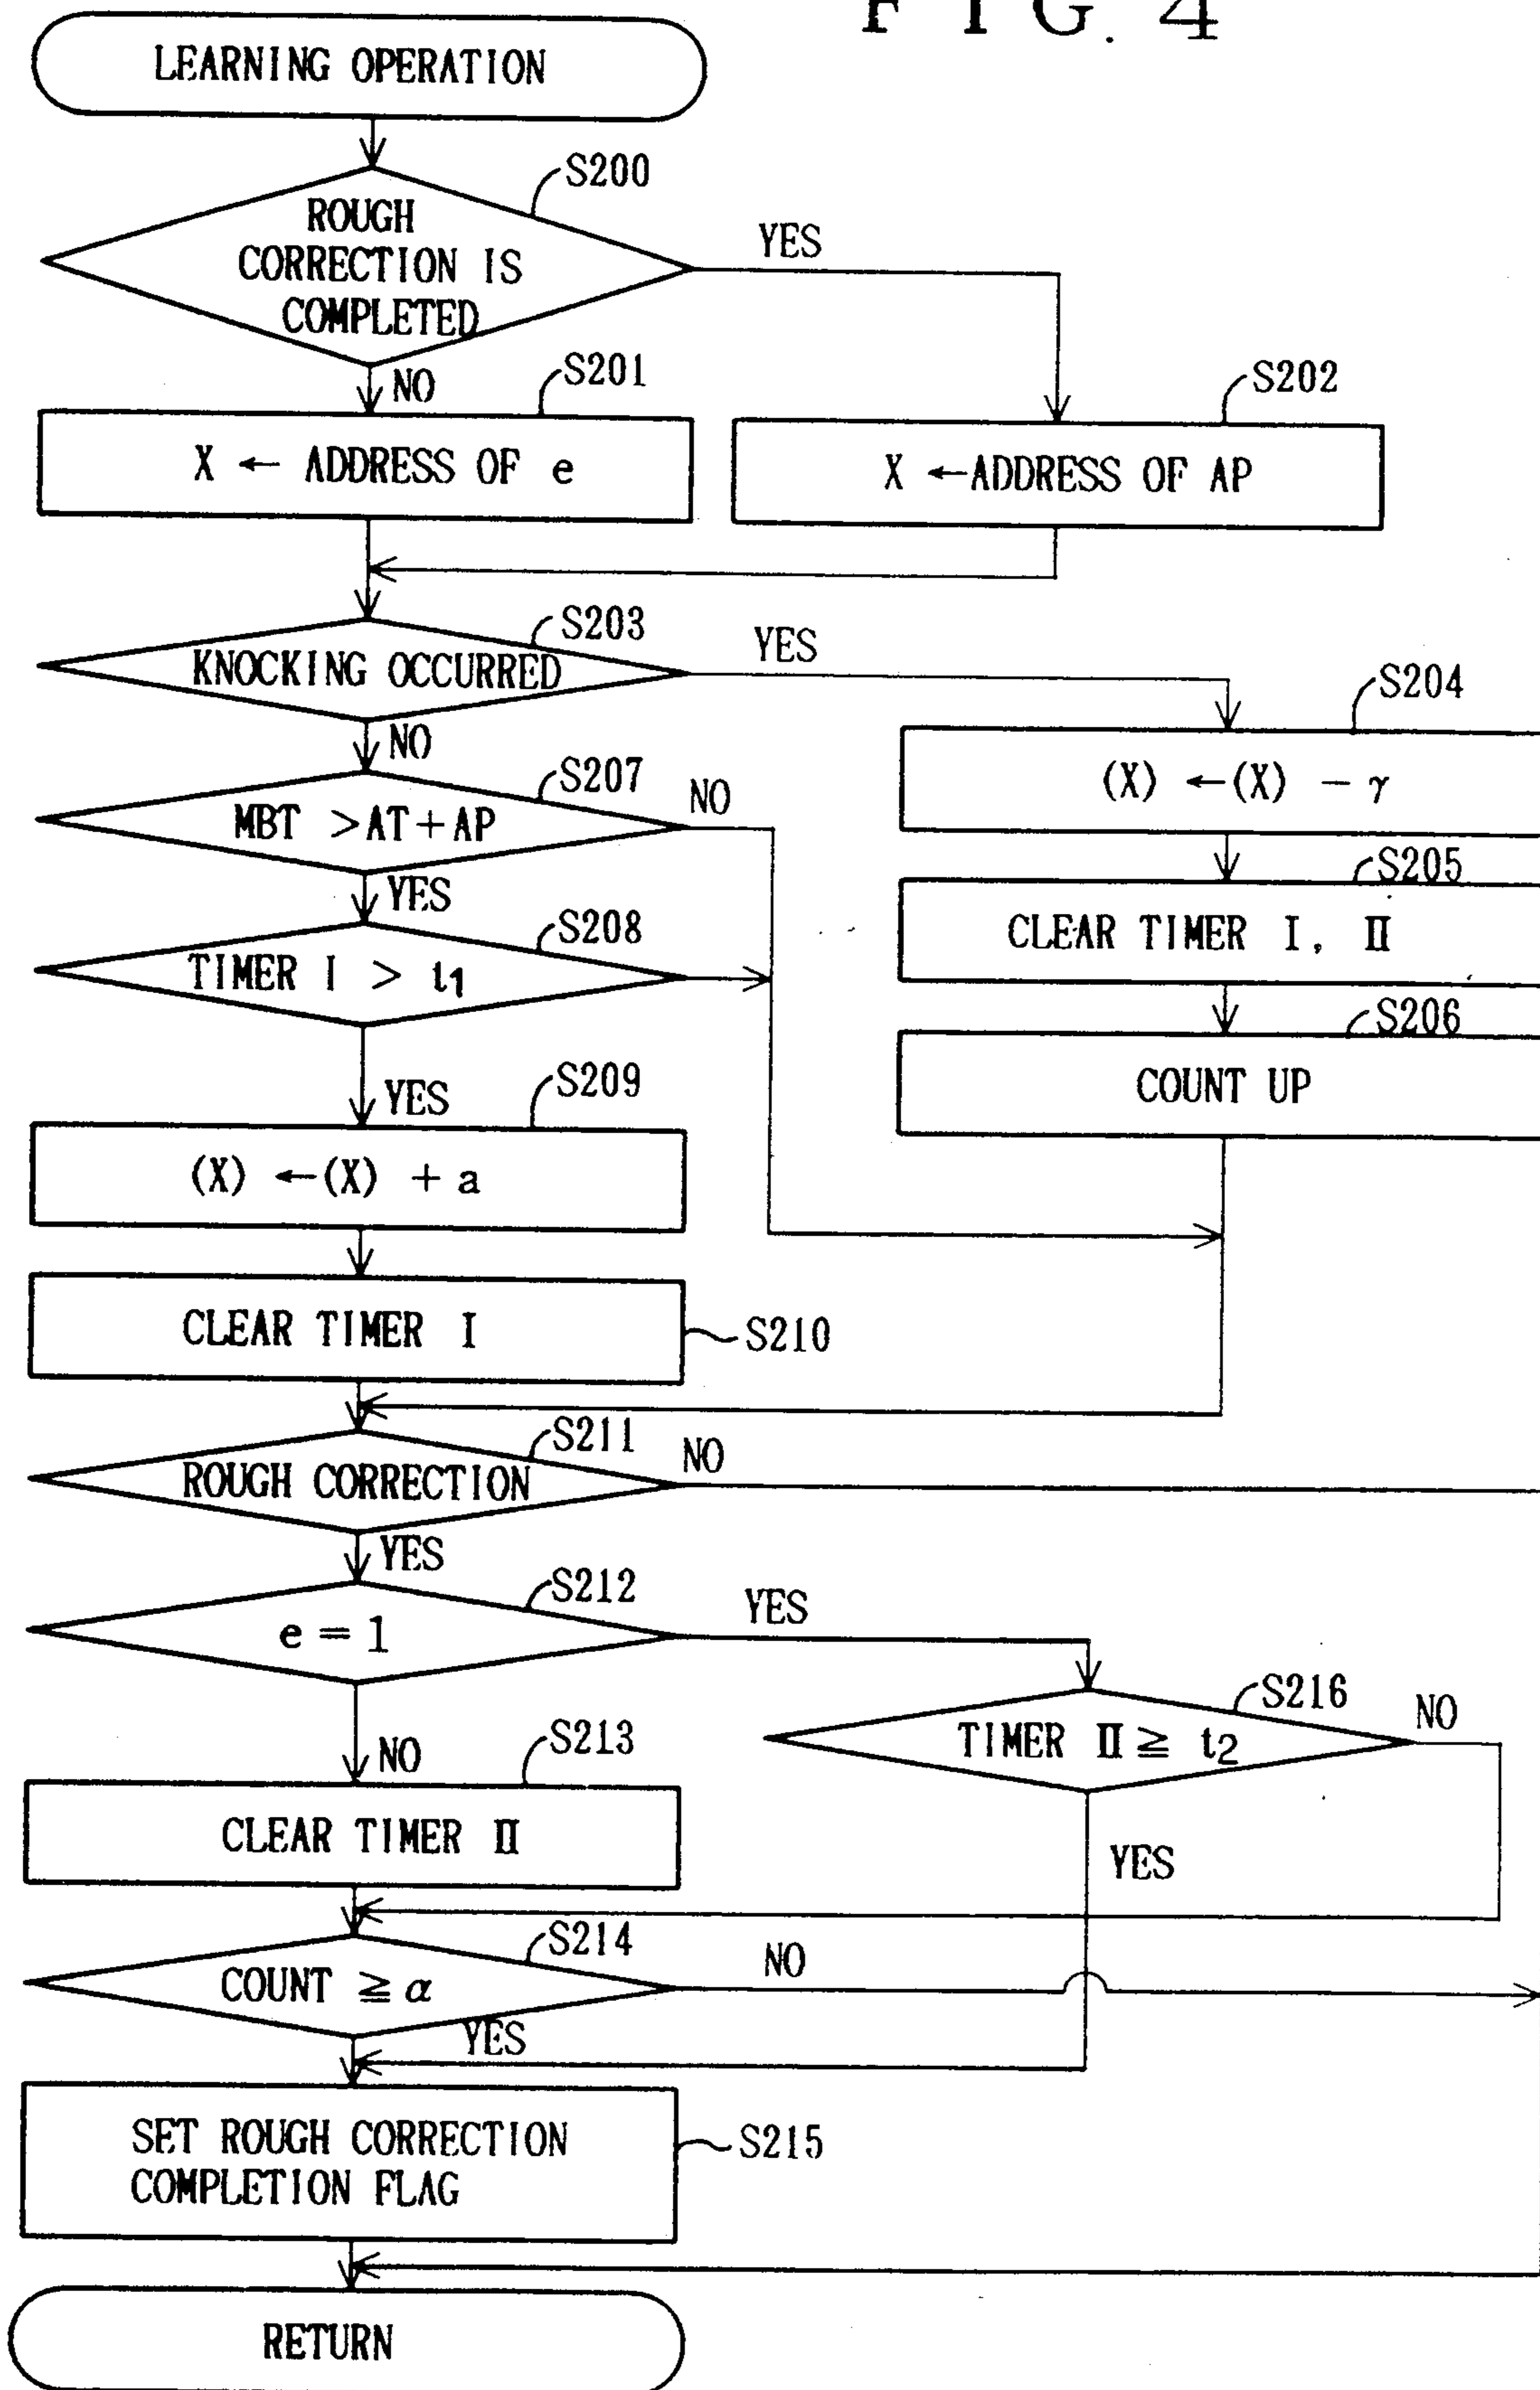 FIG. 4
LEARNING OPERATION
S200
ROUGH
CORRECTION IS
COMPLETED
YES
NO
S201
X ← ADDRESS OF e
S202
X ← ADDRESS OF AP
S203
KNOCKING OCCURRED
YES
NO
S204
(X) ← (X) - γ
S205
CLEAR TIMER I, II
S206
COUNT UP
S207
MBT > AT + AP
NO
YES
S208
TIMER I > t1
YES
S209
(X) ← (X) + a
CLEAR TIMER I
S210
S211
ROUGH CORRECTION
NO
YES
S212
e = 1
YES
NO
S216
TIMER II ≧ t2
NO
YES
S213
CLEAR TIMER II
S214
COUNT ≧ α
NO
YES
SET ROUGH CORRECTION
COMPLETION FLAG
S215
RETURN